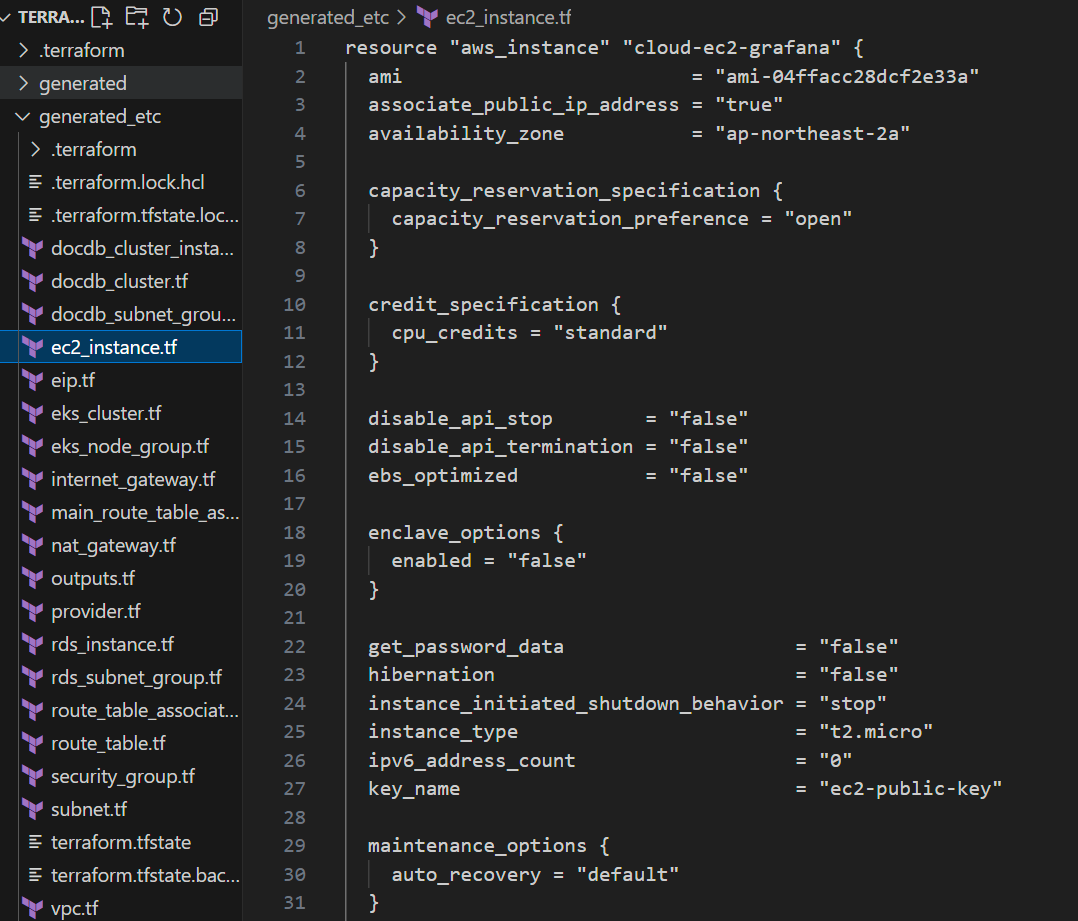 TERRA...
.terraform
generated
generated_etc
.terraform
.terraform.lock.hcl
.terraform.tfstate.loc...
docdb_cluster_insta...
docdb_cluster.tf
docdb_subnet_grou...
ec2_instance.tf
eip.tf
eks_cluster.tf
eks_node_group.tf
internet_gateway.tf
main_route_table_as...
nat_gateway.tf
outputs.tf
provider.tf
rds_instance.tf
rds_subnet_group.tf
route_table_associat...
route_table.tf
security_group.tf
subnet.tf
terraform.tfstate
terraform.tfstate.bac...
vpc.tf
generated_etc > ec2_instance.tf
1 resource "aws_instance" "cloud-ec2-grafana" {
2 ami = "ami-04ffacc28dcf2e33a"
3 associate_public_ip_address = "true"
4 availability_zone = "ap-northeast-2a"
5
6 capacity_reservation_specification {
7 capacity_reservation_preference = "open"
8 }
9
10 credit_specification {
11 cpu_credits = "standard"
12 }
13
14 disable_api_stop = "false"
15 disable_api_termination = "false"
16 ebs_optimized = "false"
17
18 enclave_options {
19 enabled = "false"
20 }
21
22 get_password_data = "false"
23 hibernation = "false"
24 instance_initiated_shutdown_behavior = "stop"
25 instance_type = "t2.micro"
26 ipv6_address_count = "0"
27 key_name = "ec2-public-key"
28
29 maintenance_options {
30 auto_recovery = "default"
31 }